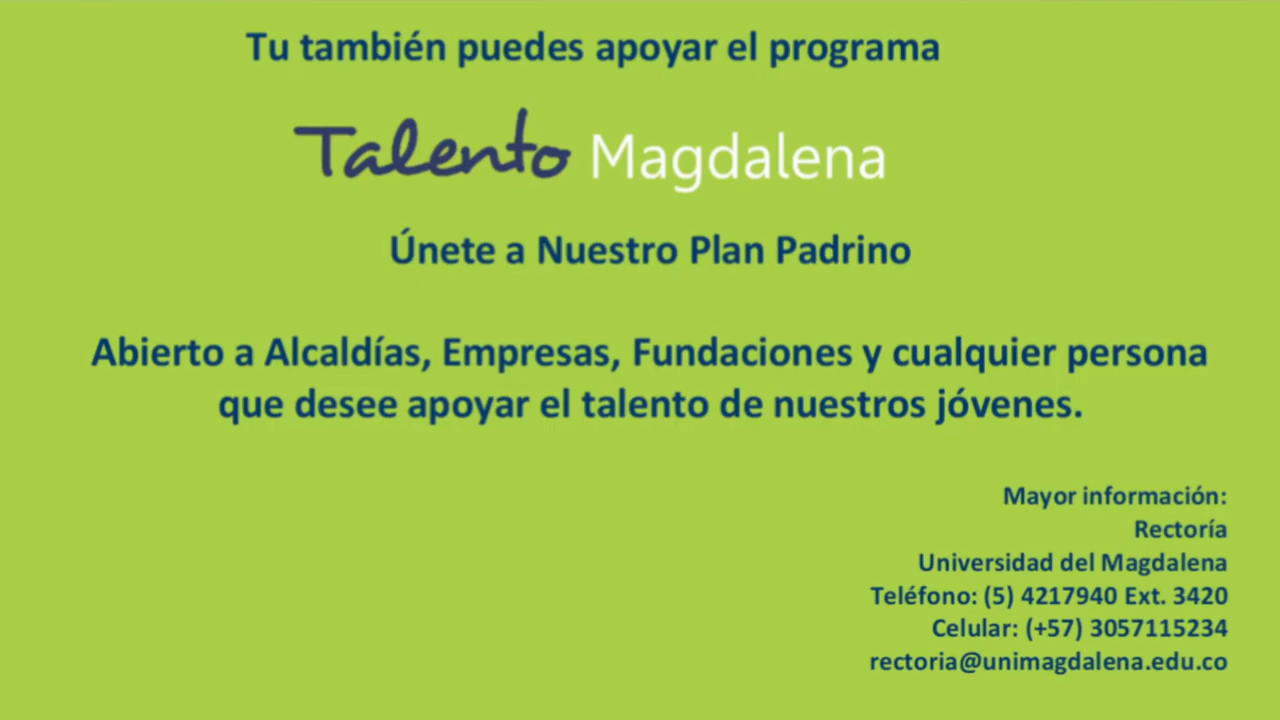 Tu también puedes apoyar el programa
Talento Magdalena
Únete a Nuestro Plan Padrino
Abierto a Alcaldías, Empresas, Fundaciones y cualquier persona
que desee apoyar el talento de nuestros jóvenes.
Mayor información:
Rectoría
Universidad del Magdalena
Teléfono: (5) 4217940 Ext. 3420
Celular: (+57) 3057115234
rectoria@unimagdalena.edu.co